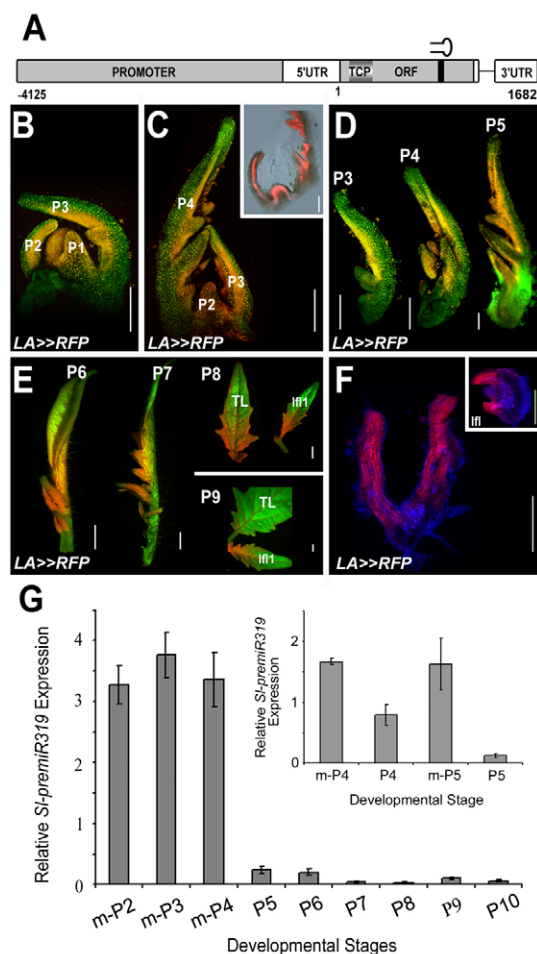 A
PROMOTER 5'UTR TCP ORF 3'UTR
-4125 1 1682
B
P3
P2
P1
LA>>RFP
C
P4
P3
P2
LA>>RFP
D
P3
P4
P5
LA>>RFP
E
P6
P7
P8
TL
lfl1
P9
TL
lfl1
LA>>RFP
F
lfl
LA>>RFP
G
Relative Sl-premiR319 Expression
4
3
2
1
0
m-P2 m-P3 m-P4 P5 P6 P7 P8 P9 P10
Developmental Stages
Relative Sl-premiR319
Expression
2
1
0
m-P4 P4 m-P5 P5
Developmental Stage